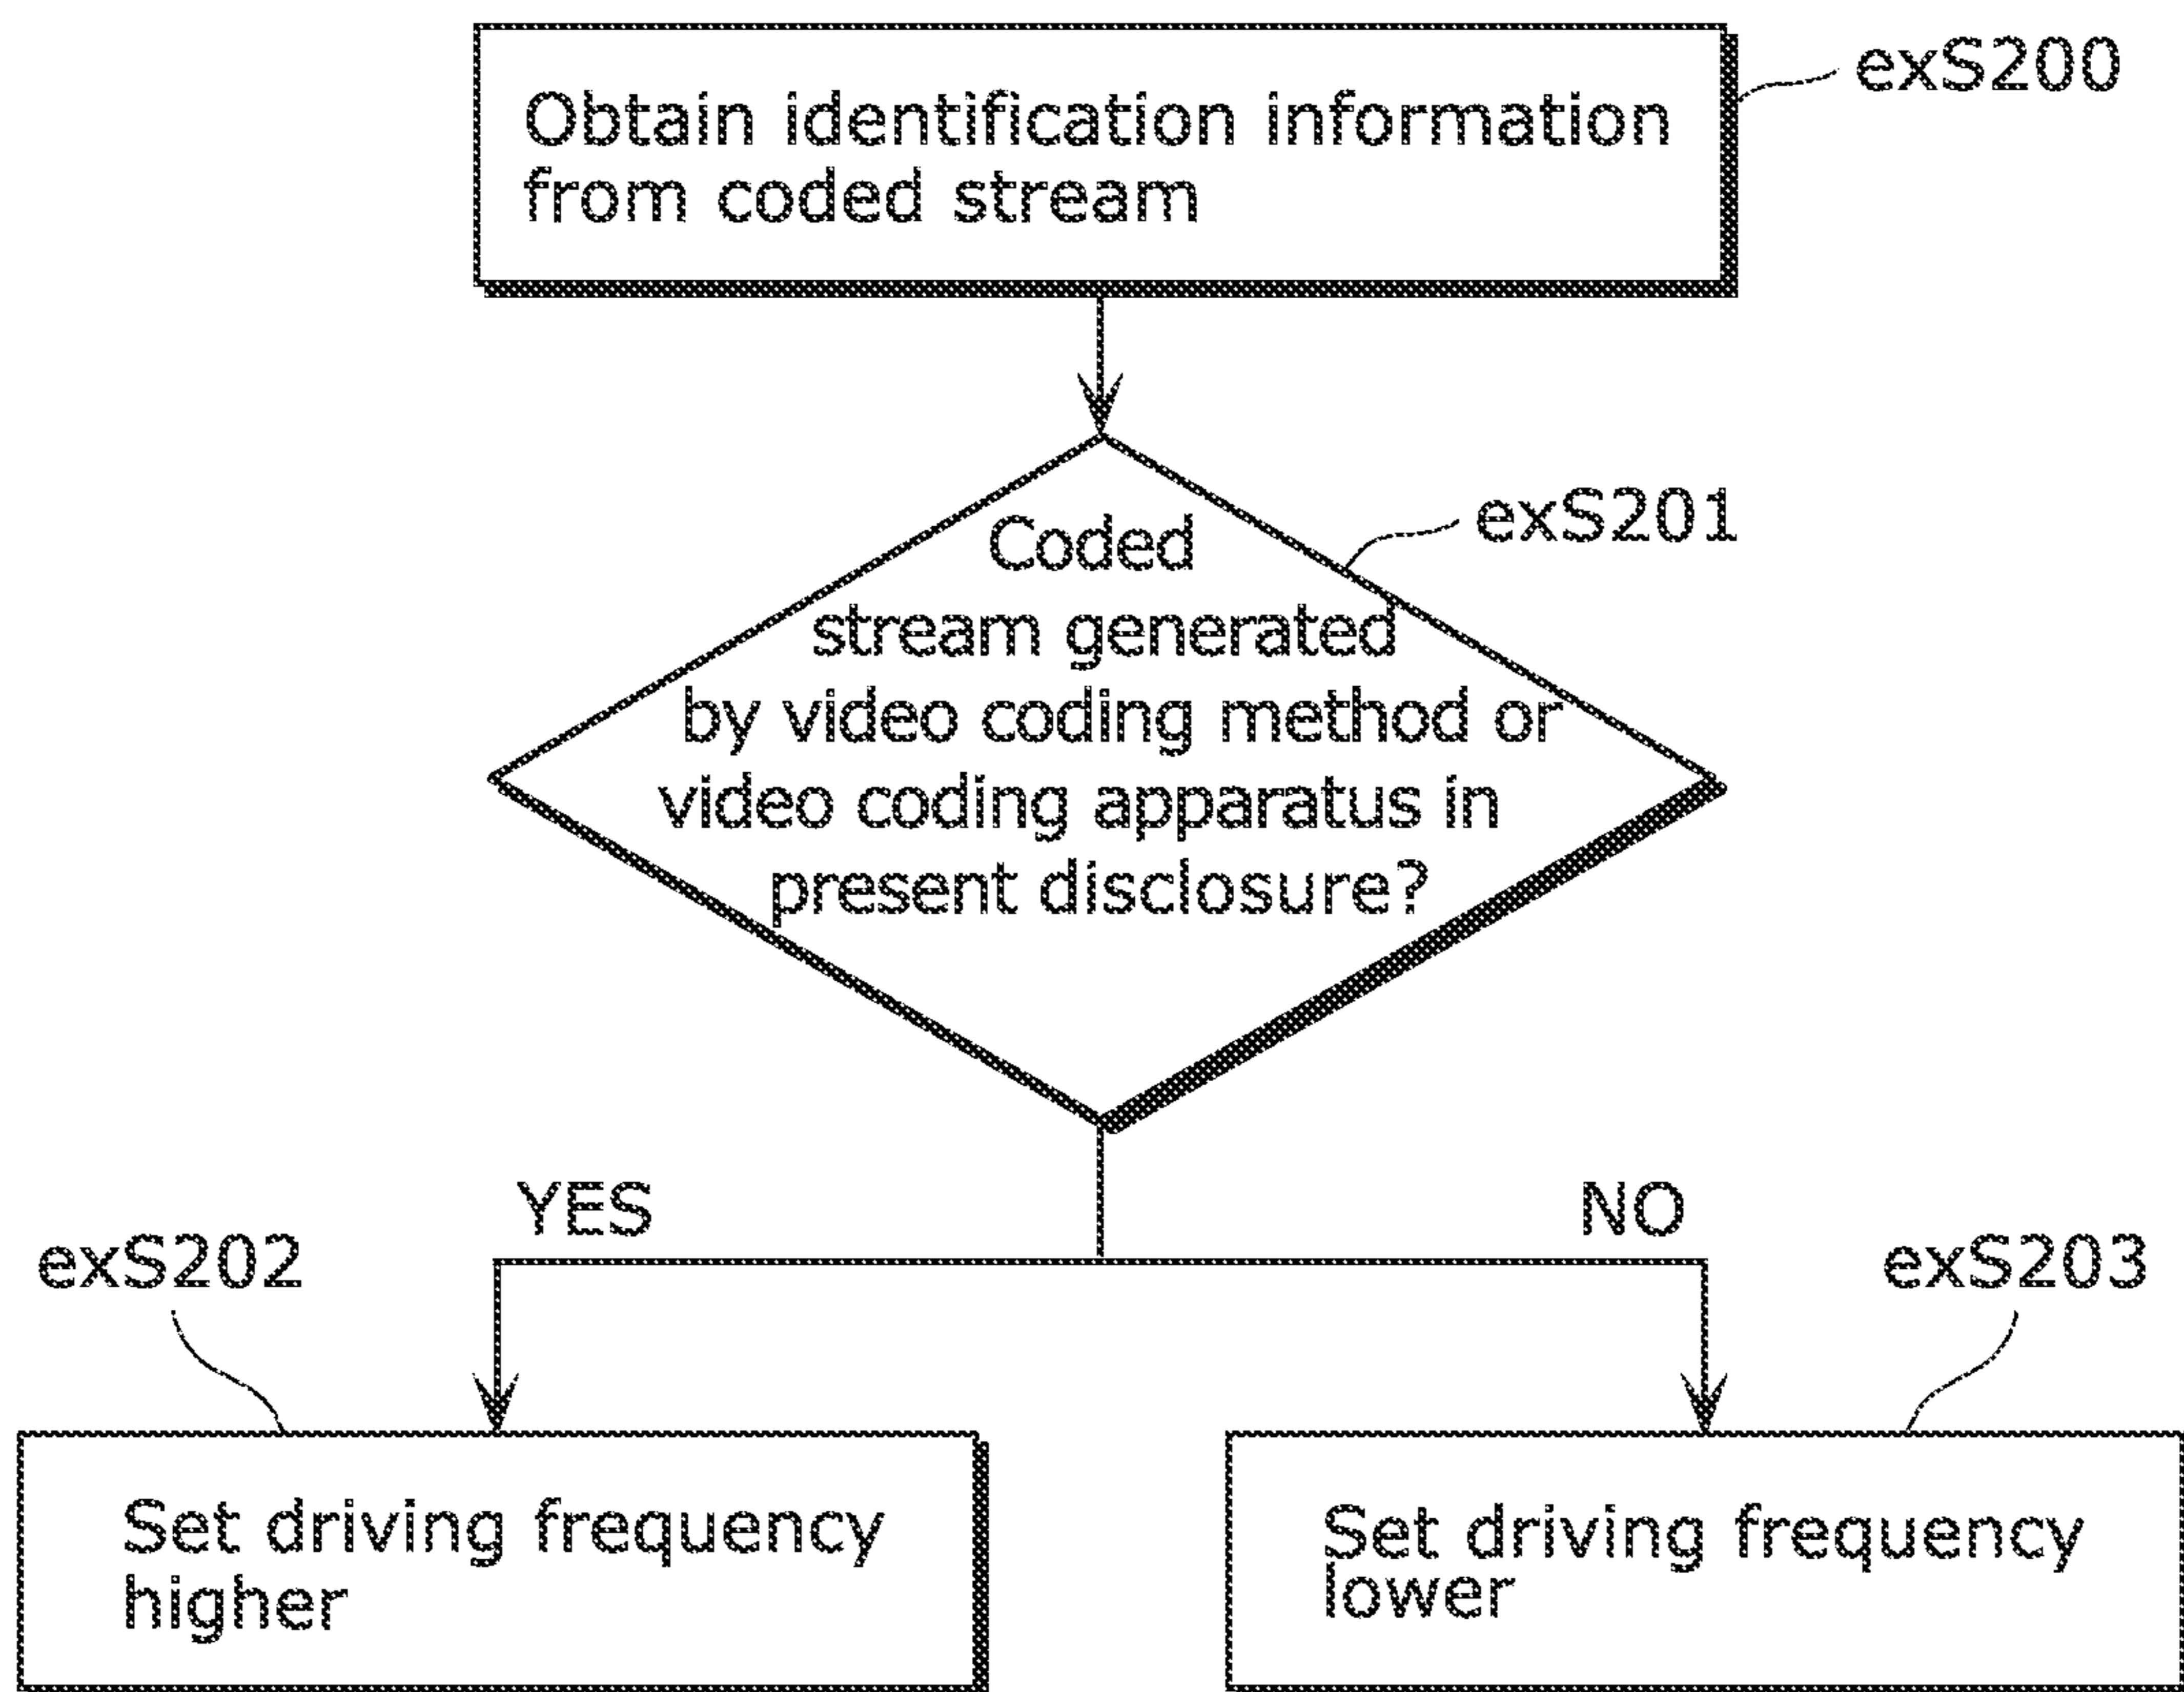 exS200
Obtain identification information
from coded stream
exS201
Coded
stream generated
by video coding method or
video coding apparatus in
present disclosure?
YES
NO
exS202
exS203
Set driving frequency
higher
Set driving frequency
lower